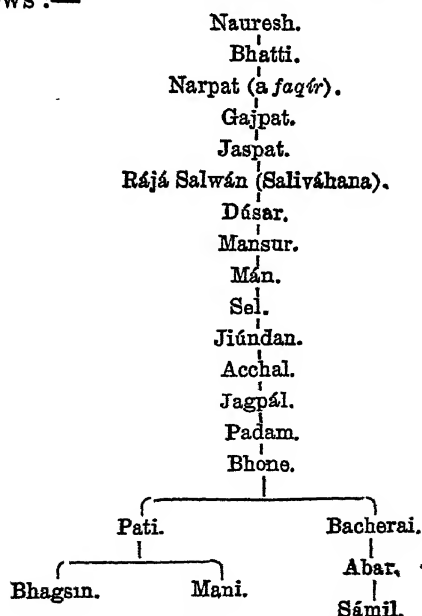 ws :—
Nauresh.
Bhatti.
Narpat (a faqír).
Gajpat.
Jaspat.
Rájá Salwán (Saliváhana).
Dúsar.
Mansur.
Mán.
Sel.
Jiúndan.
Acchal.
Jagpál.
Padam.
Bhone.
Pati. Bacherai.
Abar.
Bhagsin. Mani.
Sámil.